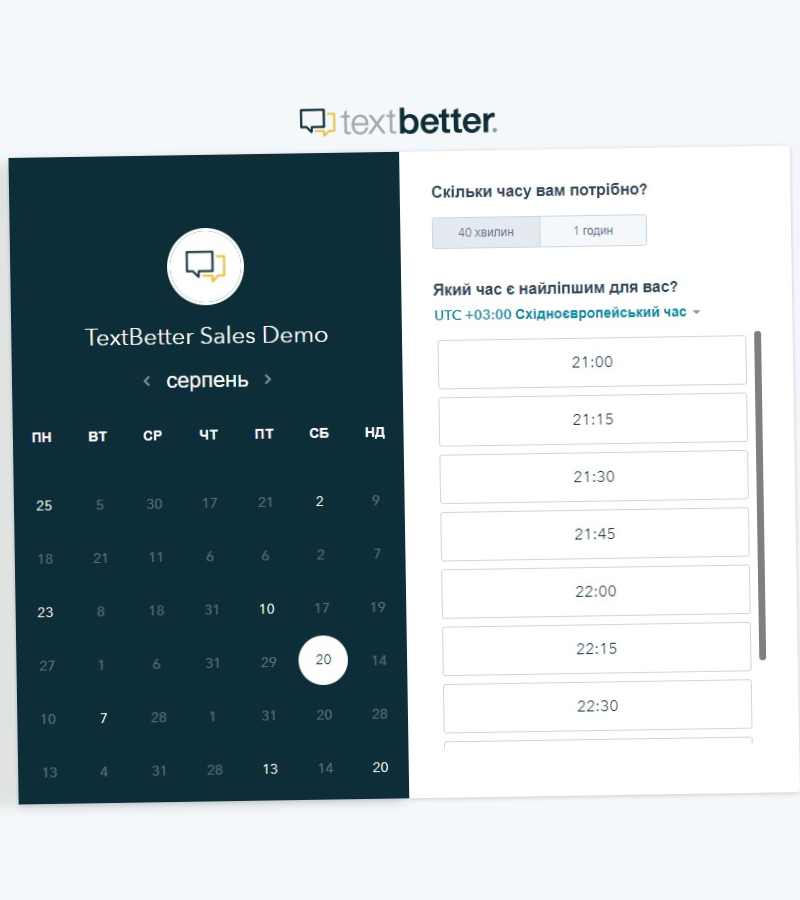 textbetter.
TextBetter Sales Demo
серпень
ПН ВТ СР ЧТ ПТ СБ НД
25 5 30 17 21 2 9
18 21 11 6 6 2 7
23 8 18 31 10 17 19
27 1 6 31 29 20 14
10 7 28 1 31 20 28
13 4 31 28 13 14 20
Скільки часу вам потрібно?
40 хвилин 1 годин
Який час є найліпшим для вас?
UTC +03:00 Східноєвропейський час
21:00
21:15
21:30
21:45
22:00
22:15
22:30